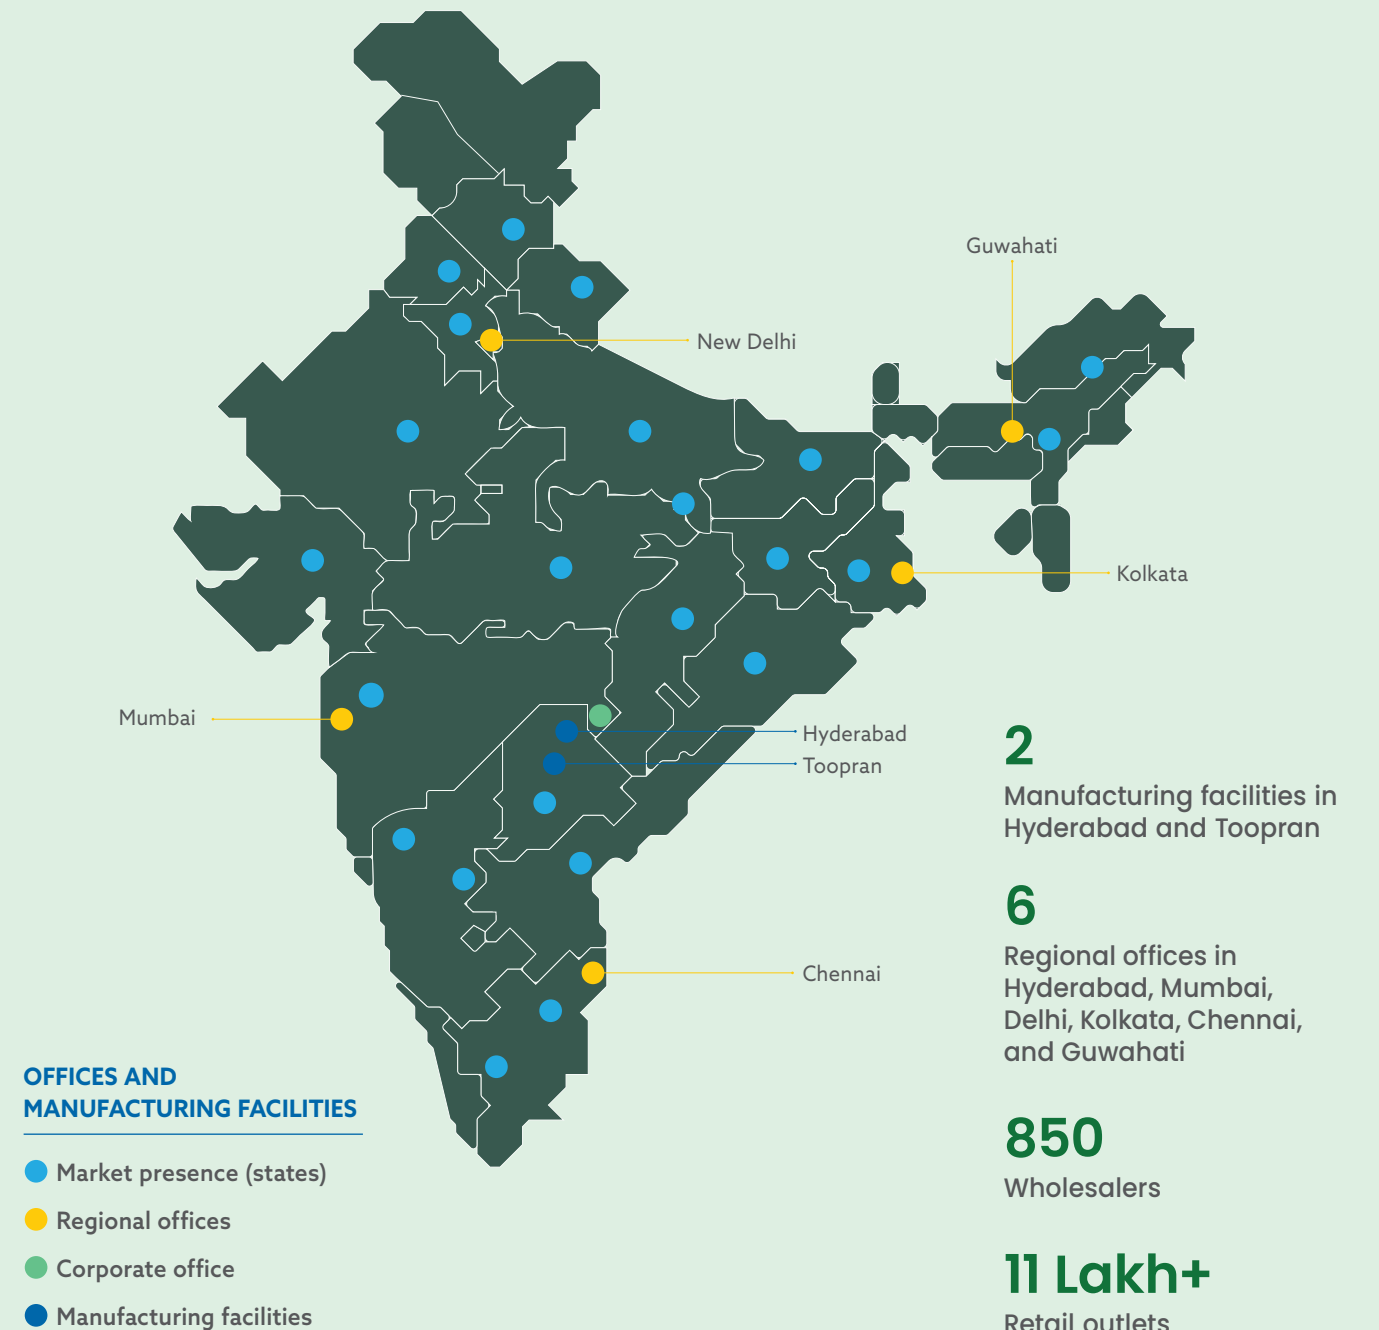 Guwahati
New Delhi
Kolkata
Mumbai
Hyderabad
Toopran
Chennai
2
Manufacturing facilities in
Hyderabad and Toopran
6
Regional offices in
Hyderabad, Mumbai,
Delhi, Kolkata, Chennai,
and Guwahati
850
Wholesalers
11 Lakh+
Retail outlets
OFFICES AND
MANUFACTURING FACILITIES
Market presence (states)
Regional offices
Corporate office
Manufacturing facilities